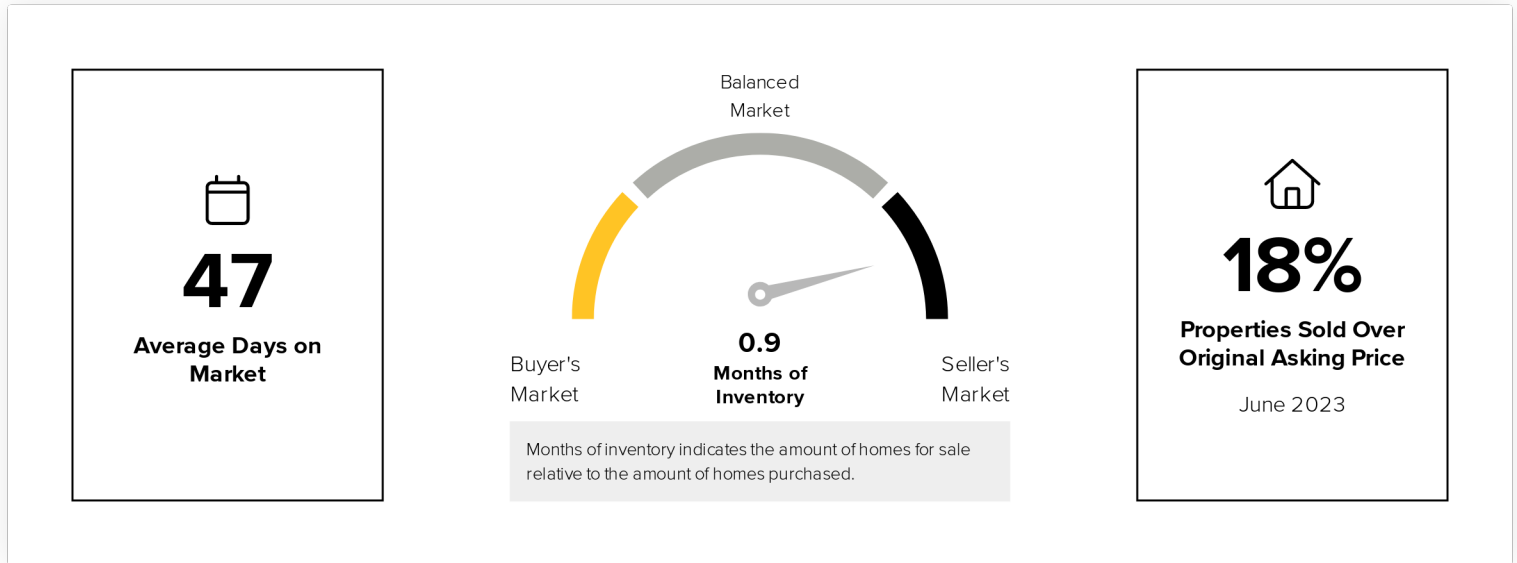 47
Average Days on
Market
Balanced
Market
0.9
Months of
Inventory
Buyer's
Market
Seller's
Market
Months of inventory indicates the amount of homes for sale
relative to the amount of homes purchased.
18%
Properties Sold Over
Original Asking Price
June 2023